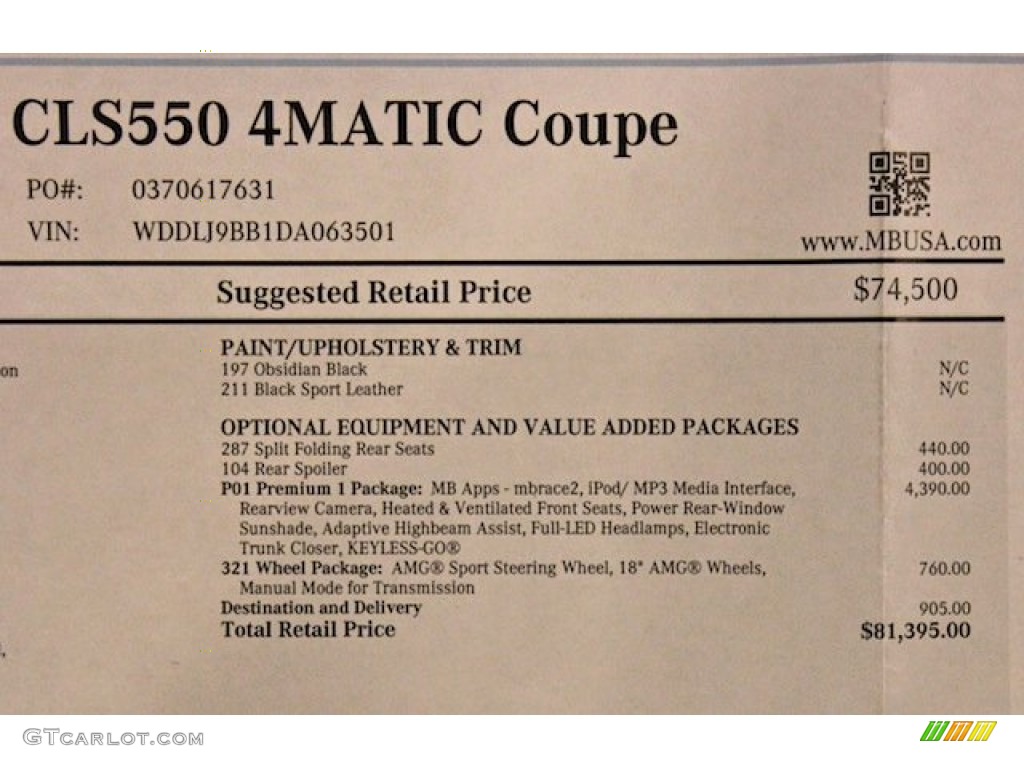 CLS550 4MATIC Coupe
PO#: 0370617631
VIN: WDDLJ9BB1DA063501
www.MBUSA.com
Suggested Retail Price $74,500
PAINT/UPHOLSTERY & TRIM
on 197 Obsidian Black N/C
211 Black Sport Leather N/C
OPTIONAL EQUIPMENT AND VALUE ADDED PACKAGES
287 Split Folding Rear Seats 440.00
104 Rear Spoiler 400.00
P01 Premium 1 Package: MB Apps - mbrace2, iPod/ MP3 Media Interface, 4,390.00
Rearview Camera, Heated & Ventilated Front Seats, Power Rear-Window
Sunshade, Adaptive Highbeam Assist, Full-LED Headlamps, Electronic
Trunk Closer, KEYLESS-GO®
321 Wheel Package: AMG® Sport Steering Wheel, 18" AMG® Wheels, 760.00
Manual Mode for Transmission
Destination and Delivery 905.00
Total Retail Price $81,395.00
GTcarlot.com